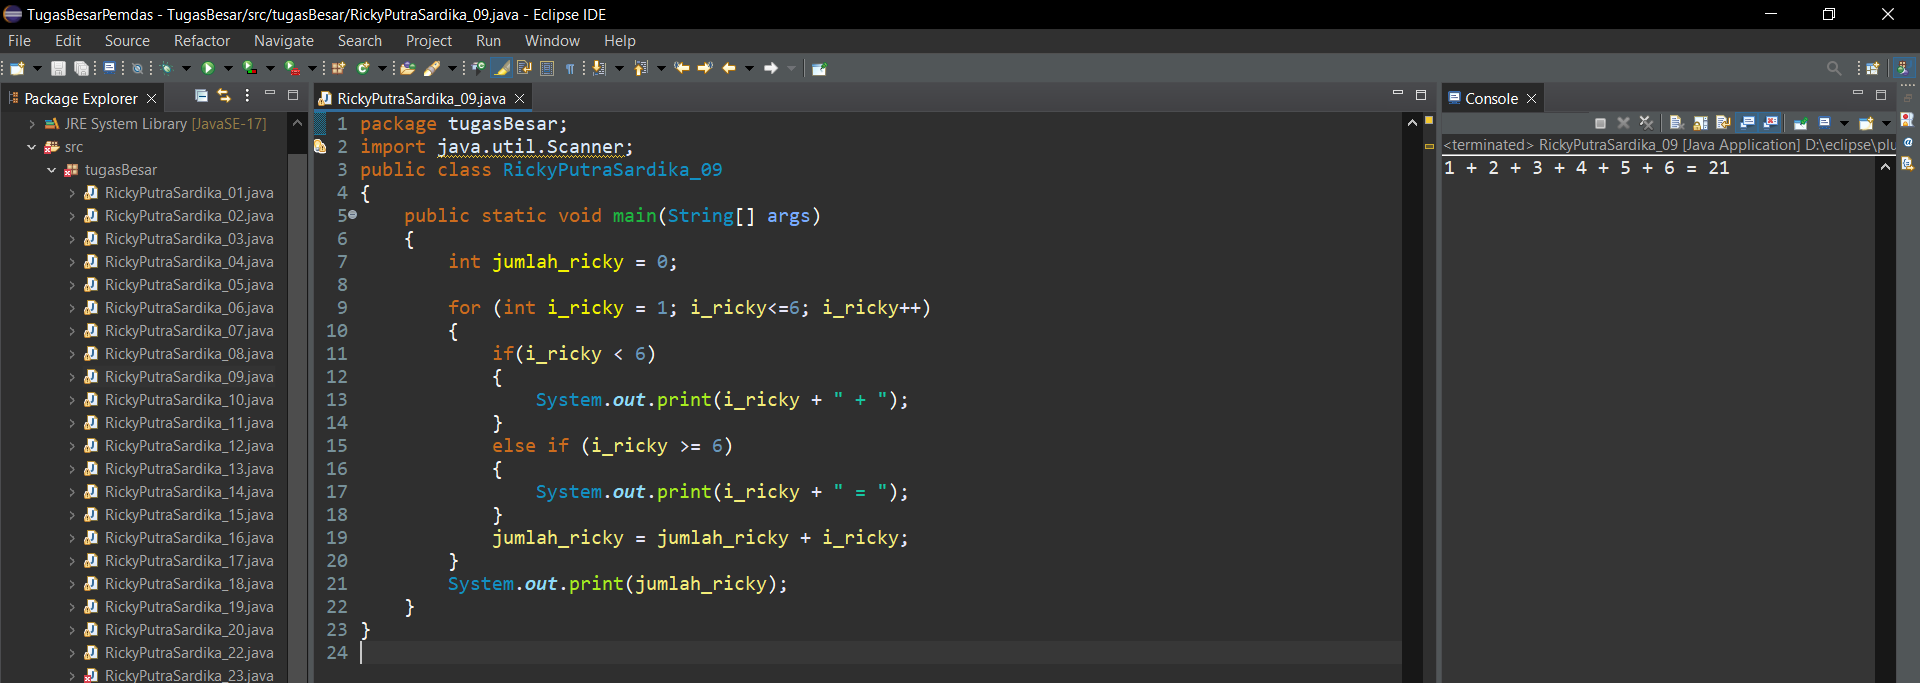 TugasBesarPemdas - TugasBesar/src/tugasBesar/RickyPutraSardika_09.java - Eclipse IDE
File Edit Source Refactor Navigate Search Project Run Window Help
Package Explorer
JRE System Library [JavaSE-17]
src
tugasBesar
RickyPutraSardika_01.java
RickyPutraSardika_02.java
RickyPutraSardika_03.java
RickyPutraSardika_04.java
RickyPutraSardika_05.java
RickyPutraSardika_06.java
RickyPutraSardika_07.java
RickyPutraSardika_08.java
RickyPutraSardika_09.java
RickyPutraSardika_10.java
RickyPutraSardika_11.java
RickyPutraSardika_12.java
RickyPutraSardika_13.java
RickyPutraSardika_14.java
RickyPutraSardika_15.java
RickyPutraSardika_16.java
RickyPutraSardika_17.java
RickyPutraSardika_18.java
RickyPutraSardika_19.java
RickyPutraSardika_20.java
RickyPutraSardika_22.java
RickyPutraSardika_23.java
RickyPutraSardika_09.java
1 package tugasBesar;
2 import java.util.Scanner;
3 public class RickyPutraSardika_09
4 {
5     public static void main(String[] args)
6     {
7         int jumlah_ricky = 0;
8
9         for (int i_ricky = 1; i_ricky<=6; i_ricky++)
10         {
11             if(i_ricky < 6)
12             {
13                 System.out.print(i_ricky + " + ");
14             }
15             else if (i_ricky >= 6)
16             {
17                 System.out.print(i_ricky + " = ");
18             }
19             jumlah_ricky = jumlah_ricky + i_ricky;
20         }
21         System.out.print(jumlah_ricky);
22     }
23 }
24
Console
<terminated> RickyPutraSardika_09 [Java Application] D:\eclipse\plu
1 + 2 + 3 + 4 + 5 + 6 = 21